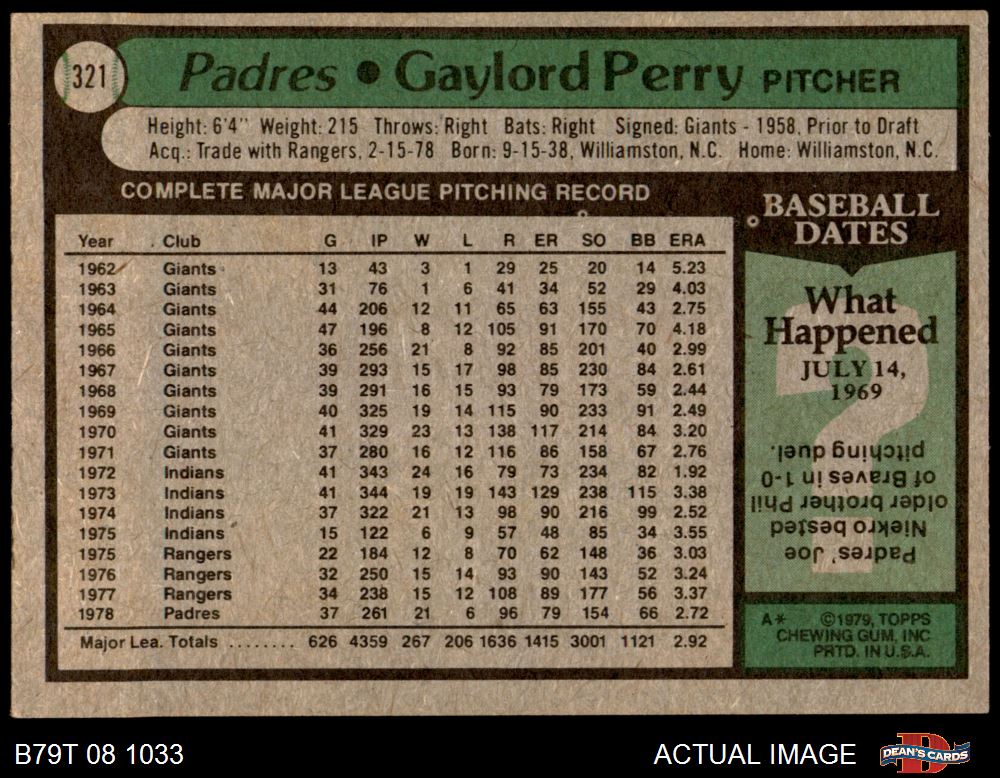 321 Padres • Gaylord Perry PITCHER
Height: 6'4" Weight: 215 Throws: Right Bats: Right Signed: Giants - 1958, Prior to Draft
Acq.: Trade with Rangers, 2-15-78 Born: 9-15-38, Williamston, N.C. Home: Williamston, N.C.
COMPLETE MAJOR LEAGUE PITCHING RECORD
Year Club G IP W L R ER SO BB ERA
1962 Giants 13 43 3 1 29 25 20 14 5.23
1963 Giants 31 76 1 6 41 34 52 29 4.03
1964 Giants 44 206 12 11 65 63 155 43 2.75
1965 Giants 47 196 8 12 105 91 170 70 4.18
1966 Giants 36 256 21 8 92 85 201 40 2.99
1967 Giants 39 293 15 17 98 85 230 84 2.61
1968 Giants 39 291 16 15 93 79 173 59 2.44
1969 Giants 40 325 19 14 115 90 233 91 2.49
1970 Giants 41 329 23 13 138 117 214 84 3.20
1971 Giants 37 280 16 12 116 86 158 67 2.76
1972 Indians 41 343 24 16 79 73 234 82 1.92
1973 Indians 41 344 19 19 143 129 238 115 3.38
1974 Indians 37 322 21 13 98 90 216 99 2.52
1975 Indians 15 122 6 9 57 48 85 34 3.55
1975 Rangers 22 184 12 8 70 62 148 36 3.03
1976 Rangers 32 250 15 14 93 90 143 52 3.24
1977 Rangers 34 238 15 12 108 89 177 56 3.37
1978 Padres 37 261 21 6 96 79 154 66 2.72
Major Lea. Totals ........ 626 4359 267 206 1636 1415 3001 1121 2.92
BASEBALL
DATES
What
Happened
JULY 14,
1969
Padres' Joe
Niekro bested
older brother Phil
of Braves in 1-0
pitching duel.
A* ©1979, TOPPS
CHEWING GUM, INC
PRTD. IN U.S.A.
B79T 08 1033
ACTUAL IMAGE
D
DEAN'S CARDS